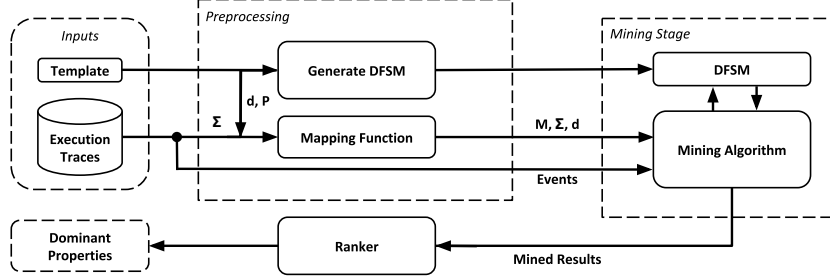 Inputs
Preprocessing
Mining Stage
Template
Generate DFSM
DFSM
d, P
Σ
Execution
Traces
Mapping Function
M, Σ, d
Mining Algorithm
Events
Dominant
Properties
Ranker
Mined Results